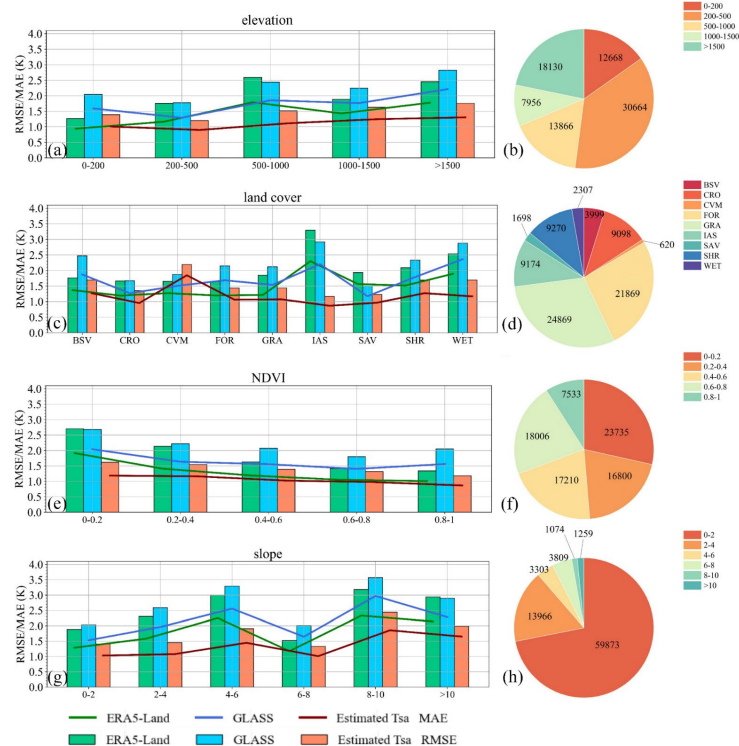 elevation
RMSE/MAE (K)
4.0
3.5
3.0
2.5
2.0
1.5
1.0
0.5
0.0
(a)
0-200
200-500
500-1000
1000-1500
>1500
(b)
12668
30664
13866
7956
18130
0-200
200-500
500-1000
1000-1500
>1500
land cover
RMSE/MAE (K)
4.0
3.5
3.0
2.5
2.0
1.5
1.0
0.5
0.0
(c)
BSV
CRO
CVM
FOR
GRA
IAS
SAV
SHR
WET
(d)
2307
3999
9098
620
21869
24869
9174
1698
9270
BSV
CRO
CVM
FOR
GRA
IAS
SAV
SHR
WET
NDVI
RMSE/MAE (K)
4.0
3.5
3.0
2.5
2.0
1.5
1.0
0.5
0.0
(e)
0-0.2
0.2-0.4
0.4-0.6
0.6-0.8
0.8-1
(f)
7533
23735
16800
17210
18006
0-0.2
0.2-0.4
0.4-0.6
0.6-0.8
0.8-1
slope
RMSE/MAE (K)
4.0
3.5
3.0
2.5
2.0
1.5
1.0
0.5
0.0
(g)
0-2
2-4
4-6
6-8
8-10
>10
(h)
1074
1259
3809
3303
13966
59873
0-2
2-4
4-6
6-8
8-10
>10
ERA5-Land GLASS Estimated Tsa MAE
ERA5-Land GLASS Estimated Tsa RMSE